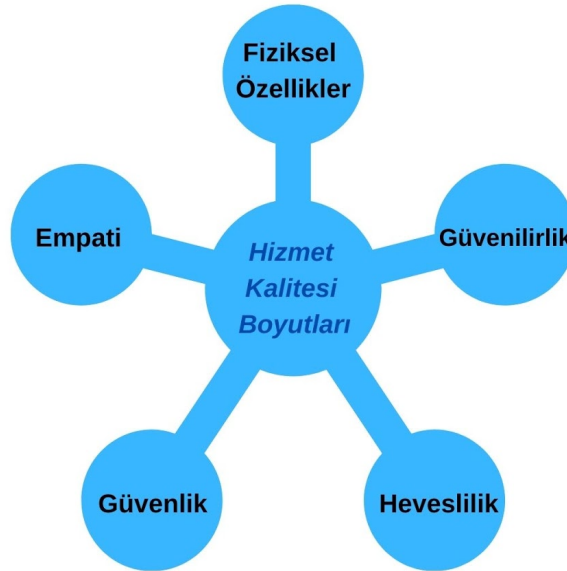 Fiziksel
Özellikler
Empati
Güvenilirlik
Hizmet
Kalitesi
Boyutları
Güvenlik
Heveslilik